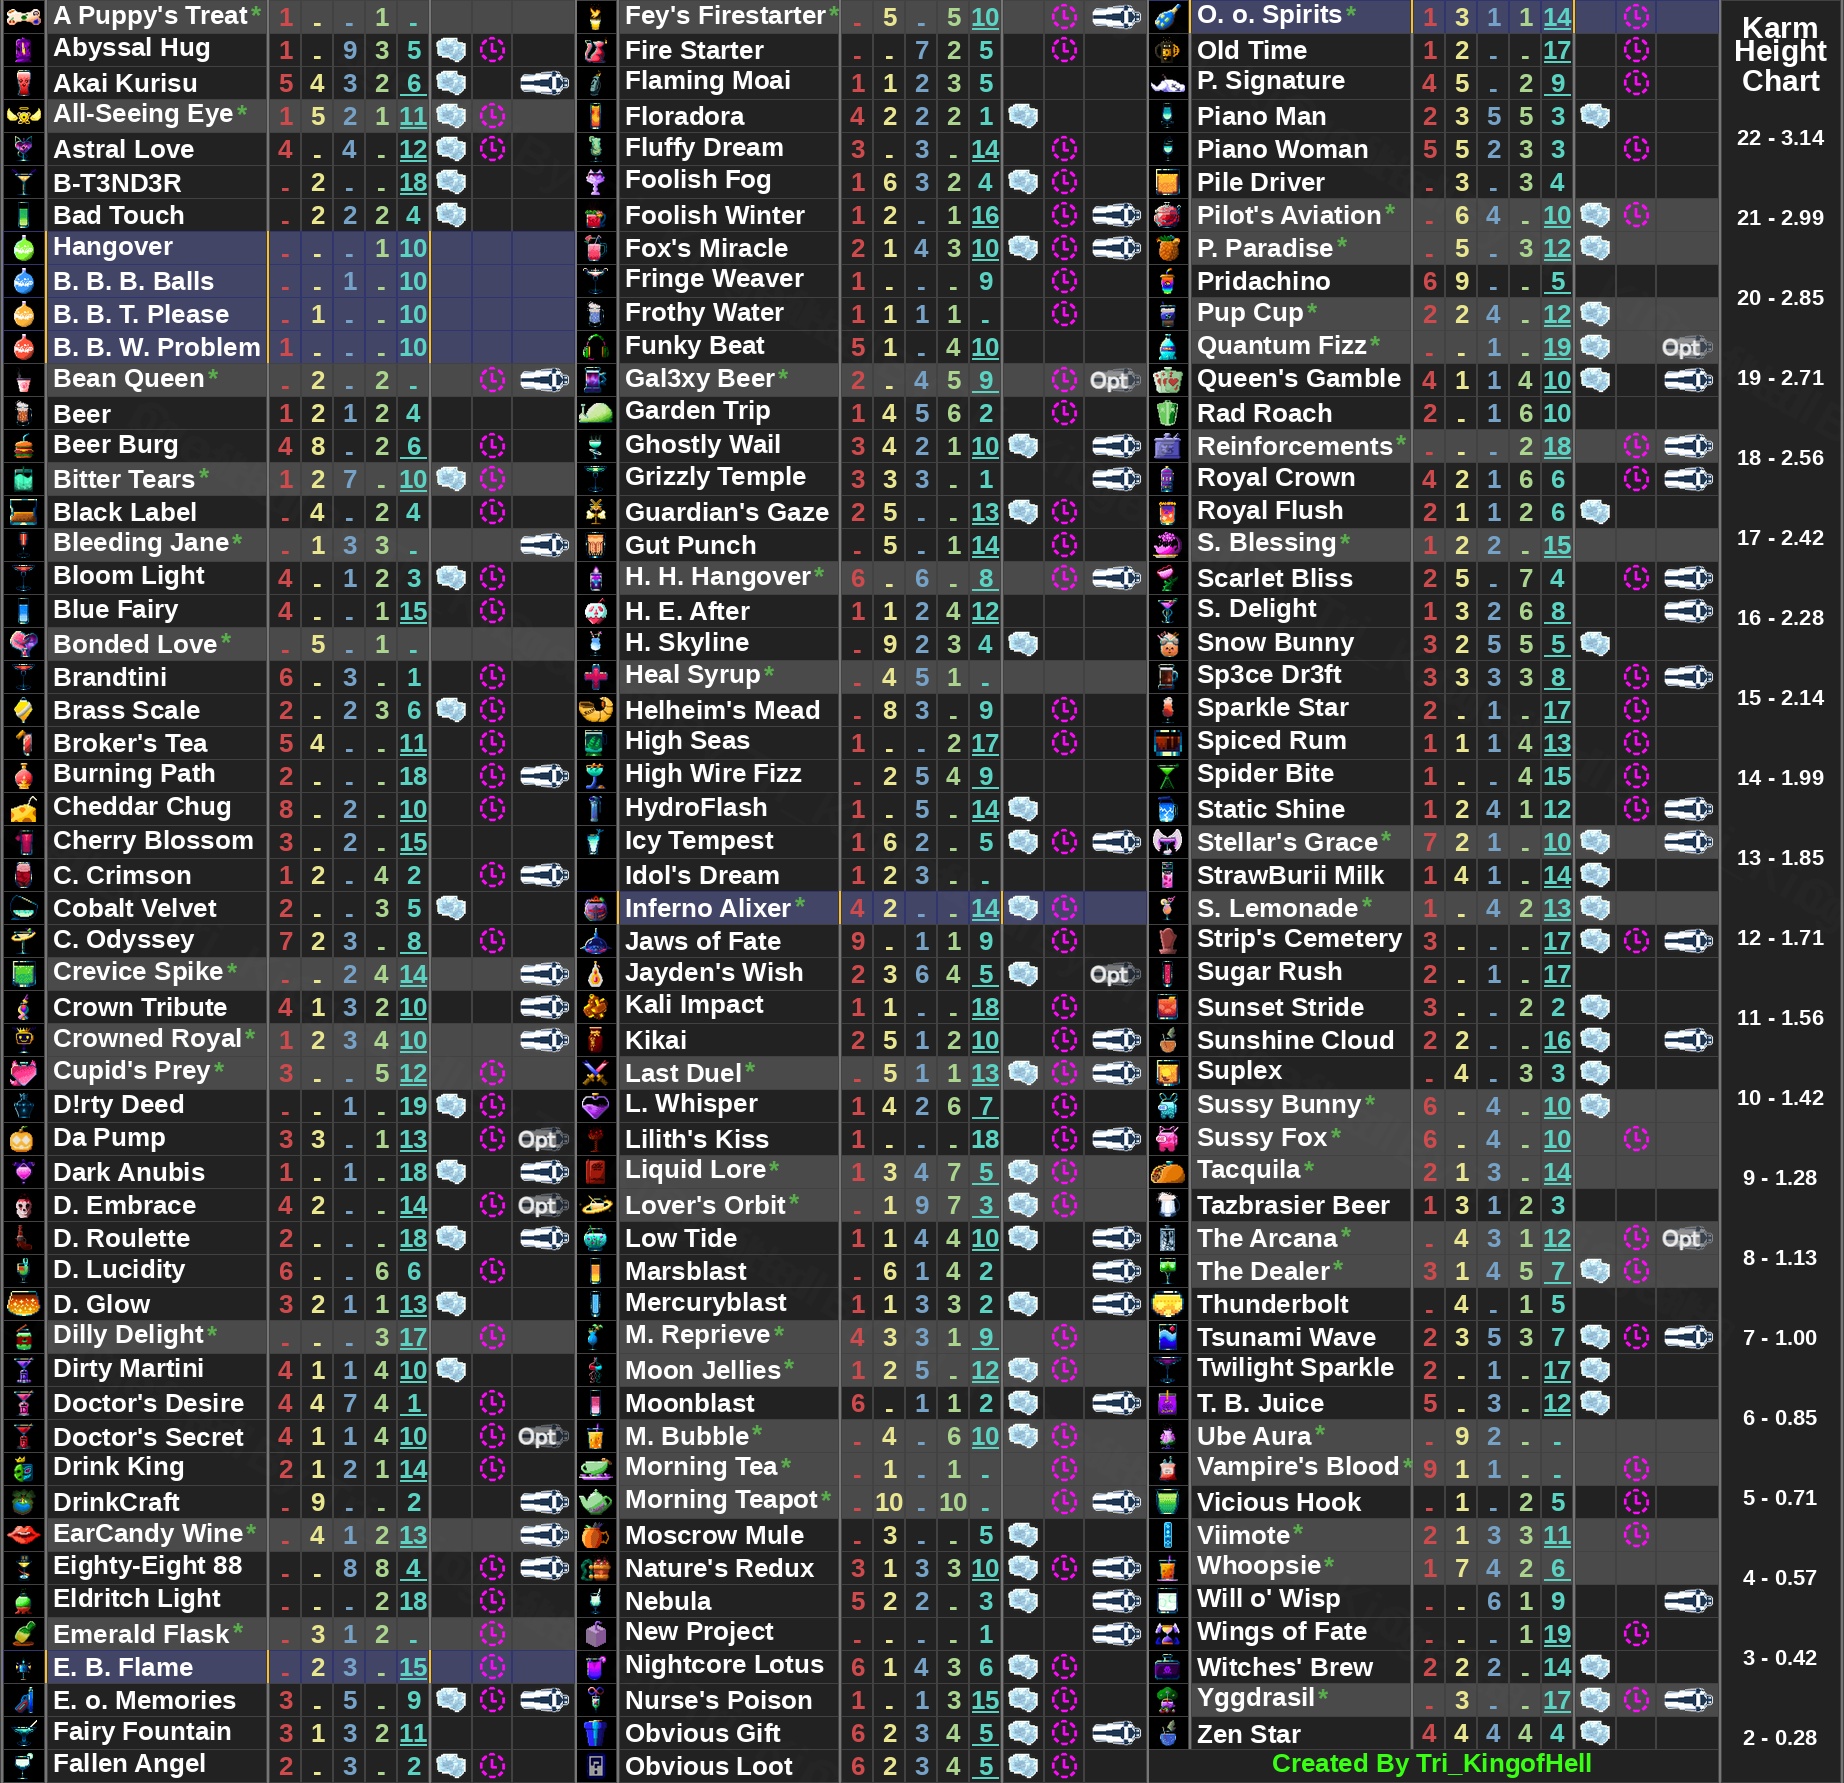 A Puppy's Treat* 1 - - 1 -
Abyssal Hug 1 - 9 3 5
Akai Kurisu 5 4 3 2 6
All-Seeing Eye* 1 5 2 1 11
Astral Love 4 - 4 - 12
B-T3ND3R - 2 - - 18
Bad Touch - 2 2 2 4
Hangover - - - 1 10
B. B. B. Balls - - 1 - 10
B. B. T. Please - 1 - - 10
B. B. W. Problem 1 - - - 10
Bean Queen* - 2 - 2 -
Beer 1 2 1 2 4
Beer Burg 4 8 - 2 6
Bitter Tears* 1 2 7 - 10
Black Label - 4 - 2 4
Bleeding Jane* - 1 3 3 -
Bloom Light 4 - 1 2 3
Blue Fairy 4 - - 1 15
Bonded Love* - 5 - 1 -
Brandtini 6 - 3 - 1
Brass Scale 2 - 2 3 6
Broker's Tea 5 4 - - 11
Burning Path 2 - - - 18
Cheddar Chug 8 - 2 - 10
Cherry Blossom 3 - 2 - 15
C. Crimson 1 2 - 4 2
Cobalt Velvet 2 - - 3 5
C. Odyssey 7 2 3 - 8
Crevice Spike* - - 2 4 14
Crown Tribute 4 1 3 2 10
Crowned Royal* 1 2 3 4 10
Cupid's Prey* 3 - - 5 12
D!rty Deed - - 1 - 19
Da Pump 3 3 - 1 13 Opt
Dark Anubis 1 - 1 - 18
D. Embrace 4 2 - - 14 Opt
D. Roulette 2 - - - 18
D. Lucidity 6 - - 6 6
D. Glow 3 2 1 1 13
Dilly Delight* - - - 3 17
Dirty Martini 4 1 1 4 10
Doctor's Desire 4 4 7 4 1
Doctor's Secret 4 1 1 4 10 Opt
Drink King 2 1 2 1 14
DrinkCraft - 9 - - 2
EarCandy Wine* - 4 1 2 13
Eighty-Eight 88 - - 8 8 4
Eldritch Light - - - 2 18
Emerald Flask* - 3 1 2 -
E. B. Flame - 2 3 - 15
E. o. Memories 3 - 5 - 9
Fairy Fountain 3 1 3 2 11
Fallen Angel 2 - 3 - 2
Fey's Firestarter* - 5 - 5 10
Fire Starter - - 7 2 5
Flaming Moai 1 1 2 3 5
Floradora 4 2 2 2 1
Fluffy Dream 3 - 3 - 14
Foolish Fog 1 6 3 2 4
Foolish Winter 1 2 - 1 16
Fox's Miracle 2 1 4 3 10
Fringe Weaver 1 - - - 9
Frothy Water 1 1 1 1 -
Funky Beat 5 1 - 4 10
Gal3xy Beer* 2 - 4 5 9 Opt
Garden Trip 1 4 5 6 2
Ghostly Wail 3 4 2 1 10
Grizzly Temple 3 3 3 - 1
Guardian's Gaze 2 5 - - 13
Gut Punch - 5 - 1 14
H. H. Hangover* 6 - 6 - 8
H. E. After 1 1 2 4 12
H. Skyline - 9 2 3 4
Heal Syrup* - 4 5 1 -
Helheim's Mead - 8 3 - 9
High Seas 1 - - 2 17
High Wire Fizz - 2 5 4 9
HydroFlash 1 - 5 - 14
Icy Tempest 1 6 2 - 5
Idol's Dream 1 2 3 - -
Inferno Alixer* 4 2 - - 14
Jaws of Fate 9 - 1 1 9
Jayden's Wish 2 3 6 4 5 Opt
Kali Impact 1 1 - - 18
Kikai 2 5 1 2 10
Last Duel* - 5 1 1 13
L. Whisper 1 4 2 6 7
Lilith's Kiss 1 - - - 18
Liquid Lore* 1 3 4 7 5
Lover's Orbit* - 1 9 7 3
Low Tide 1 1 4 4 10
Marsblast - 6 1 4 2
Mercuryblast 1 1 3 3 2
M. Reprieve* 4 3 3 1 9
Moon Jellies* 1 2 5 - 12
Moonblast 6 - 1 1 2
M. Bubble* - 4 - 6 10
Morning Tea* - 1 - 1 -
Morning Teapot* - 10 - 10 -
Moscrow Mule - 3 - - 5
Nature's Redux 3 1 3 3 10
Nebula 5 2 2 - 3
New Project - - - - 1
Nightcore Lotus 6 1 4 3 6
Nurse's Poison 1 - 1 3 15
Obvious Gift 6 2 3 4 5
Obvious Loot 6 2 3 4 5
O. o. Spirits* 1 3 1 1 14
Old Time 1 2 - - 17
P. Signature 4 5 - 2 9
Piano Man 2 3 5 5 3
Piano Woman 5 5 2 3 3
Pile Driver - 3 - 3 4
Pilot's Aviation* - 6 4 - 10
P. Paradise* - 5 - 3 12
Pridachino 6 9 - - 5
Pup Cup* 2 2 4 - 12
Quantum Fizz* - - 1 - 19 Opt
Queen's Gamble 4 1 1 4 10
Rad Roach 2 - 1 6 10
Reinforcements* - - - 2 18
Royal Crown 4 2 1 6 6
Royal Flush 2 1 1 2 6
S. Blessing* 1 2 2 - 15
Scarlet Bliss 2 5 - 7 4
S. Delight 1 3 2 6 8
Snow Bunny 3 2 5 5 5
Sp3ce Dr3ft 3 3 3 3 8
Sparkle Star 2 - 1 - 17
Spiced Rum 1 1 1 4 13
Spider Bite 1 - - 4 15
Static Shine 1 2 4 1 12
Stellar's Grace* 7 2 1 - 10
StrawBurii Milk 1 4 1 - 14
S. Lemonade* 1 - 4 2 13
Strip's Cemetery 3 - - - 17
Sugar Rush 2 - 1 - 17
Sunset Stride 3 - - 2 2
Sunshine Cloud 2 2 - - 16
Suplex - 4 - 3 3
Sussy Bunny* 6 - 4 - 10
Sussy Fox* 6 - 4 - 10
Tacquila* 2 1 3 - 14
Tazbrasier Beer 1 3 1 2 3
The Arcana* - 4 3 1 12 Opt
The Dealer* 3 1 4 5 7
Thunderbolt - 4 - 1 5
Tsunami Wave 2 3 5 3 7
Twilight Sparkle 2 - 1 - 17
T. B. Juice 5 - 3 - 12
Ube Aura* - 9 2 - -
Vampire's Blood* 9 1 1 - -
Vicious Hook - 1 - 2 5
Viimote* 2 1 3 3 11
Whoopsie* 1 7 4 2 6
Will o' Wisp - - 6 1 9
Wings of Fate - - - 1 19
Witches' Brew 2 2 2 - 14
Yggdrasil* - 3 - - 17
Zen Star 4 4 4 4 4
Created By Tri_KingofHell
Karm
Height
Chart
22 - 3.14
21 - 2.99
20 - 2.85
19 - 2.71
18 - 2.56
17 - 2.42
16 - 2.28
15 - 2.14
14 - 1.99
13 - 1.85
12 - 1.71
11 - 1.56
10 - 1.42
9 - 1.28
8 - 1.13
7 - 1.00
6 - 0.85
5 - 0.71
4 - 0.57
3 - 0.42
2 - 0.28